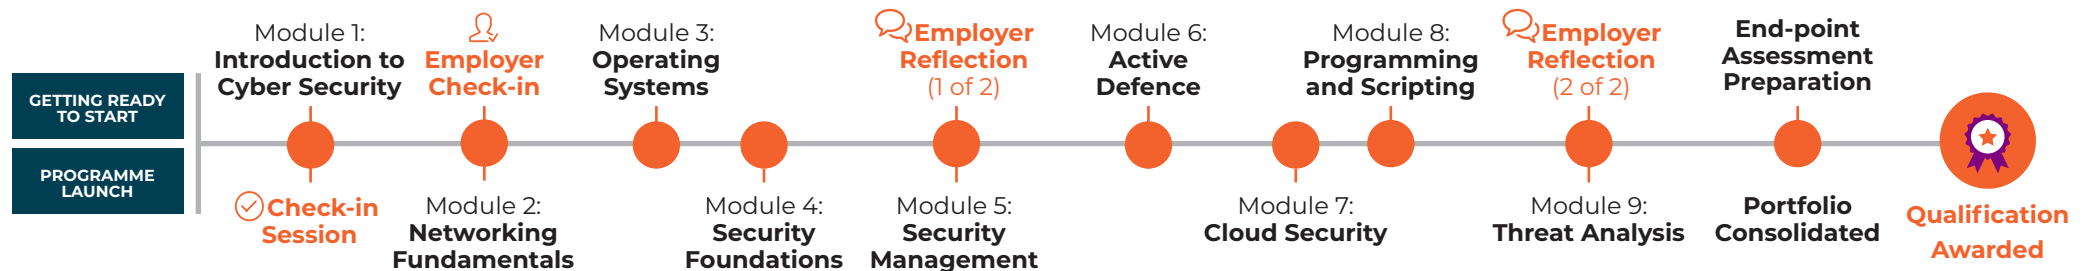 GETTING READY
TO START
PROGRAMME
LAUNCH
Module 1:
Introduction to
Cyber Security
Check-in
Session
Employer
Check-in
Module 2:
Networking
Fundamentals
Module 3:
Operating
Systems
Module 4:
Security
Foundations
Employer
Reflection
(1 of 2)
Module 5:
Security
Management
Module 6:
Active
Defence
Module 7:
Cloud Security
Module 8:
Programming
and Scripting
Employer
Reflection
(2 of 2)
Module 9:
Threat Analysis
End-point
Assessment
Preparation
Portfolio
Consolidated
Qualification
Awarded